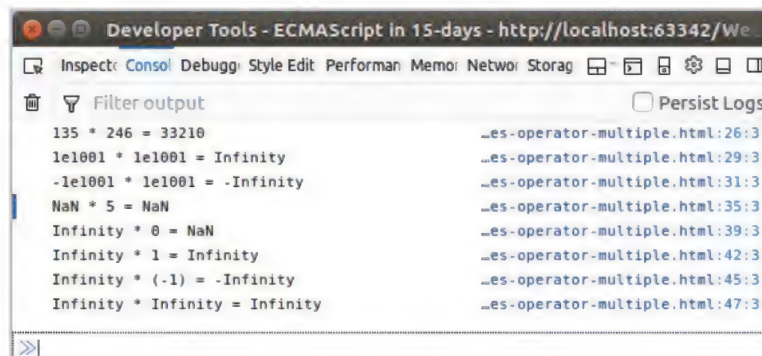 Developer Tools - ECMAScript in 15-days - http://localhost:63342/We
Inspect Consol Debugg Style Edit Performan Memor Networ Storag
Filter output Persist Logs
135 * 246 = 33210 …es-operator-multiple.html:26:3
1e1001 * 1e1001 = Infinity …es-operator-multiple.html:29:3
-1e1001 * 1e1001 = -Infinity …es-operator-multiple.html:31:3
NaN * 5 = NaN …es-operator-multiple.html:35:3
Infinity * 0 = NaN …es-operator-multiple.html:39:3
Infinity * 1 = Infinity …es-operator-multiple.html:42:3
Infinity * (-1) = -Infinity …es-operator-multiple.html:45:3
Infinity * Infinity = Infinity …es-operator-multiple.html:47:3